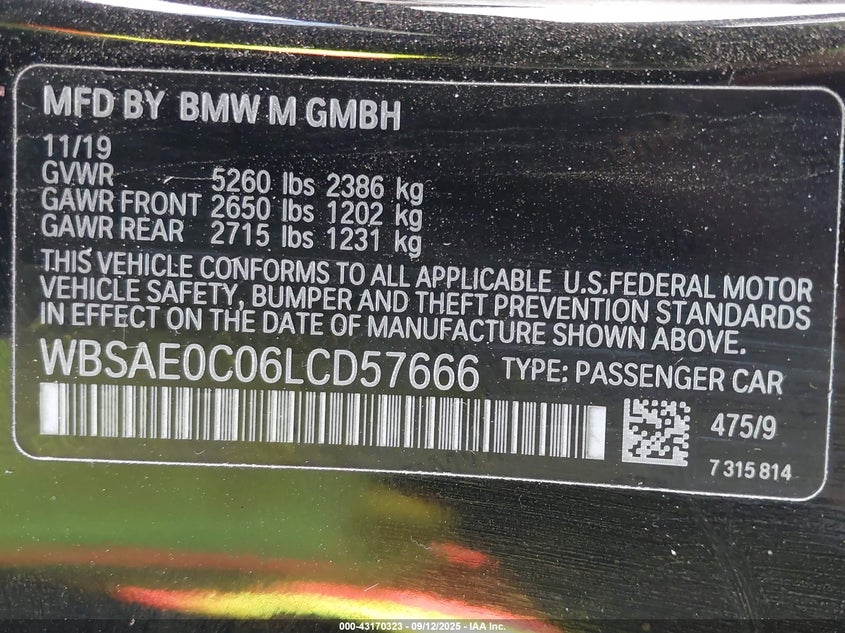 MFD BY BMW M GMBH
11/19
GVWR 5260 lbs 2386 kg
GAWR FRONT 2650 lbs 1202 kg
GAWR REAR 2715 lbs 1231 kg
THIS VEHICLE CONFORMS TO ALL APPLICABLE U.S.FEDERAL MOTOR
VEHICLE SAFETY, BUMPER AND THEFT PREVENTION STANDARDS
IN EFFECT ON THE DATE OF MANUFACTURE SHOWN ABOVE.
WBSAE0C06LCD57666 TYPE: PASSENGER CAR
475/9
7 315 814
000-43170323 - 09/12/2025 - IAA Inc.